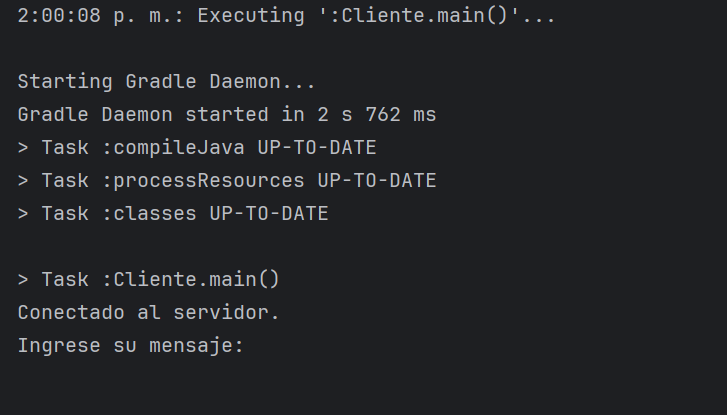 2:00:08 p. m.: Executing ':Cliente.main()'...
Starting Gradle Daemon...
Gradle Daemon started in 2 s 762 ms
> Task :compileJava UP-TO-DATE
> Task :processResources UP-TO-DATE
> Task :classes UP-TO-DATE
> Task :Cliente.main()
Conectado al servidor.
Ingrese su mensaje: